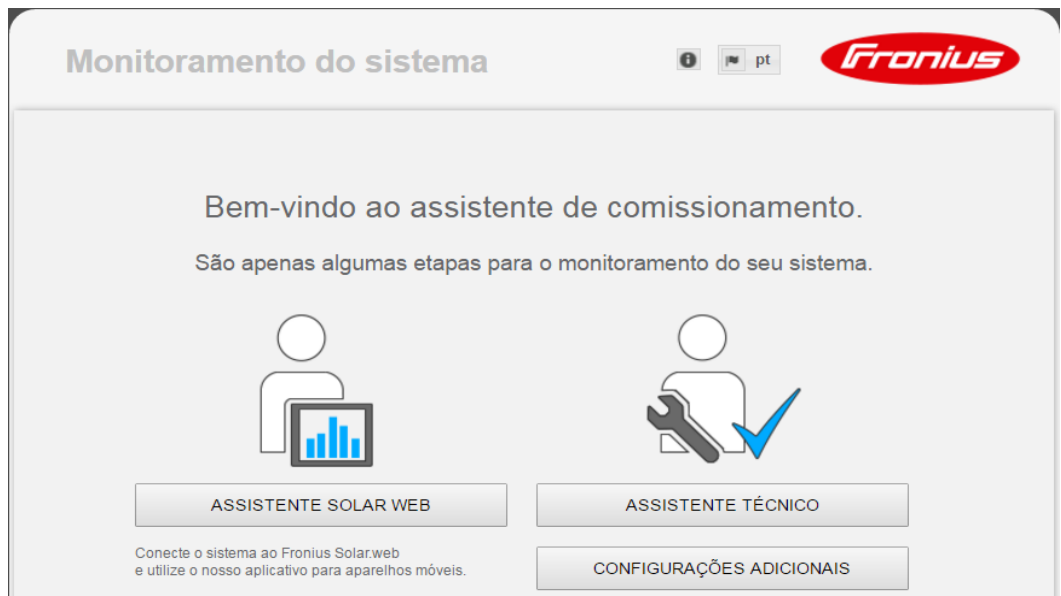 Monitoramento do sistema
pt
Fronius
Bem-vindo ao assistente de comissionamento.
São apenas algumas etapas para o monitoramento do seu sistema.
ASSISTENTE SOLAR WEB
ASSISTENTE TÉCNICO
Conecte o sistema ao Fronius Solar.web
e utilize o nosso aplicativo para aparelhos móveis.
CONFIGURAÇÕES ADICIONAIS